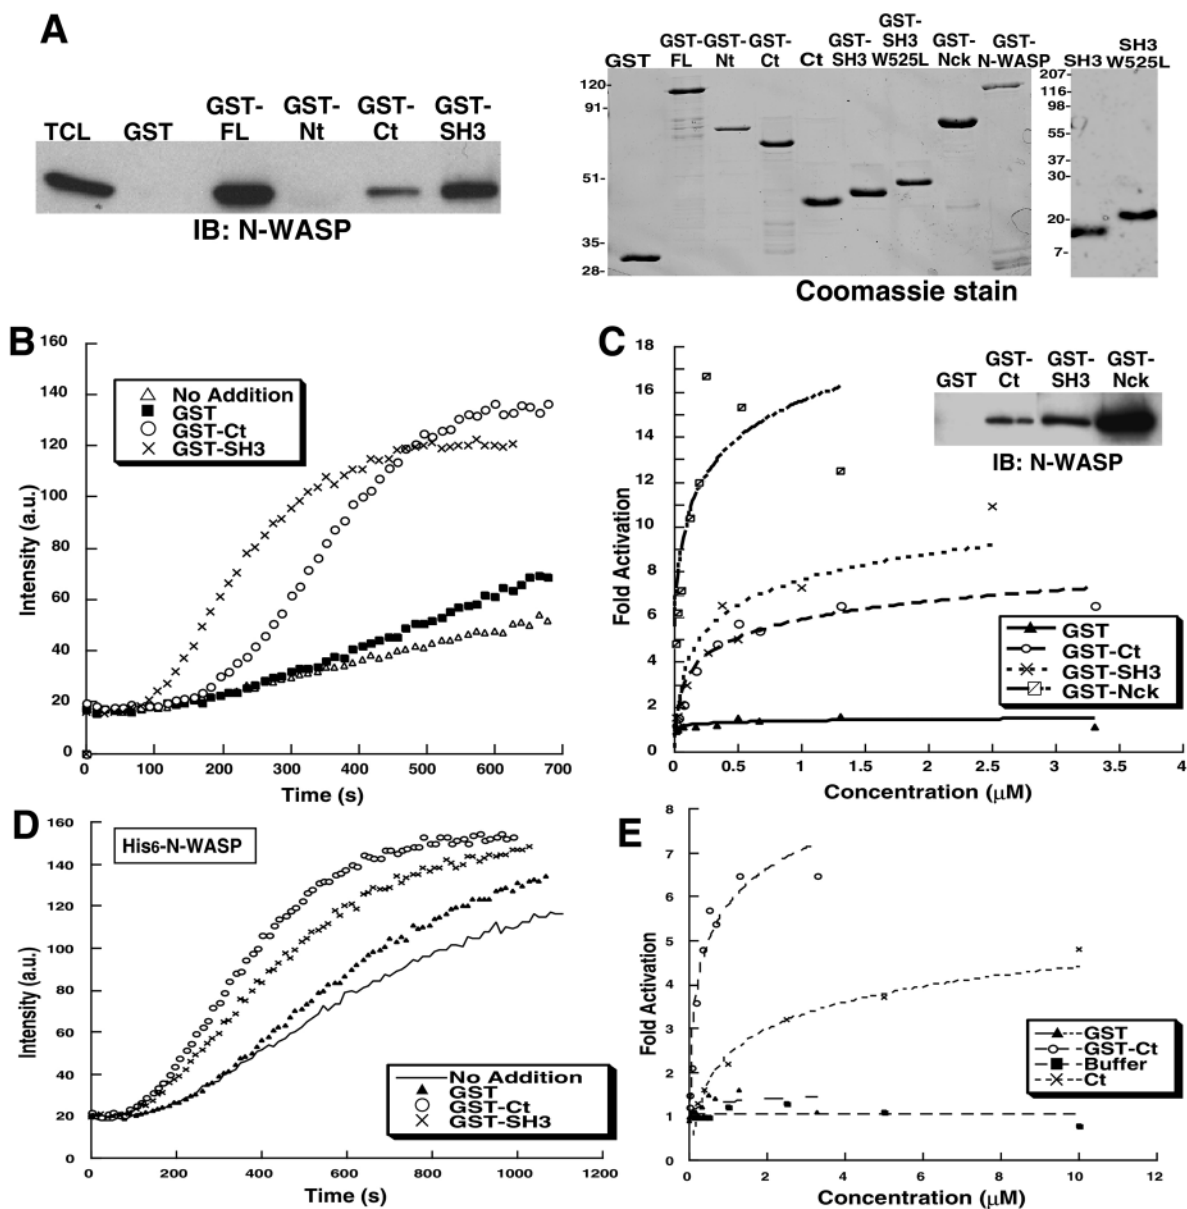 A
TCL GST GST-FL GST-Nt GST-Ct GST-SH3
IB: N-WASP
GST GST-FL GST-Nt GST-Ct Ct GST-SH3 GST-SH3 W525L GST-Nck GST-N-WASP
120-
91-
51-
35-
28-
207-
116-
98-
55-
37-
30-
20-
7-
SH3 SH3 W525L
Coomassie stain
B
160
140
120
100
80
60
40
20
0
Intensity (a.u.)
No Addition
GST
GST-Ct
GST-SH3
0 100 200 300 400 500 600 700
Time (s)
C
18
16
14
12
10
8
6
4
2
0
Fold Activation
GST GST-Ct GST-SH3 GST-Nck
IB: N-WASP
GST
GST-Ct
GST-SH3
GST-Nck
0 0.5 1 1.5 2 2.5 3 3.5 4
Concentration (μM)
D
His6-N-WASP
160
140
120
100
80
60
40
20
0
Intensity (a.u.)
No Addition
GST
GST-Ct
GST-SH3
0 200 400 600 800 1000 1200
Time (s)
E
8
7
6
5
4
3
2
1
0
Fold Activation
GST
GST-Ct
Buffer
Ct
0 2 4 6 8 10 12
Concentration (μM)